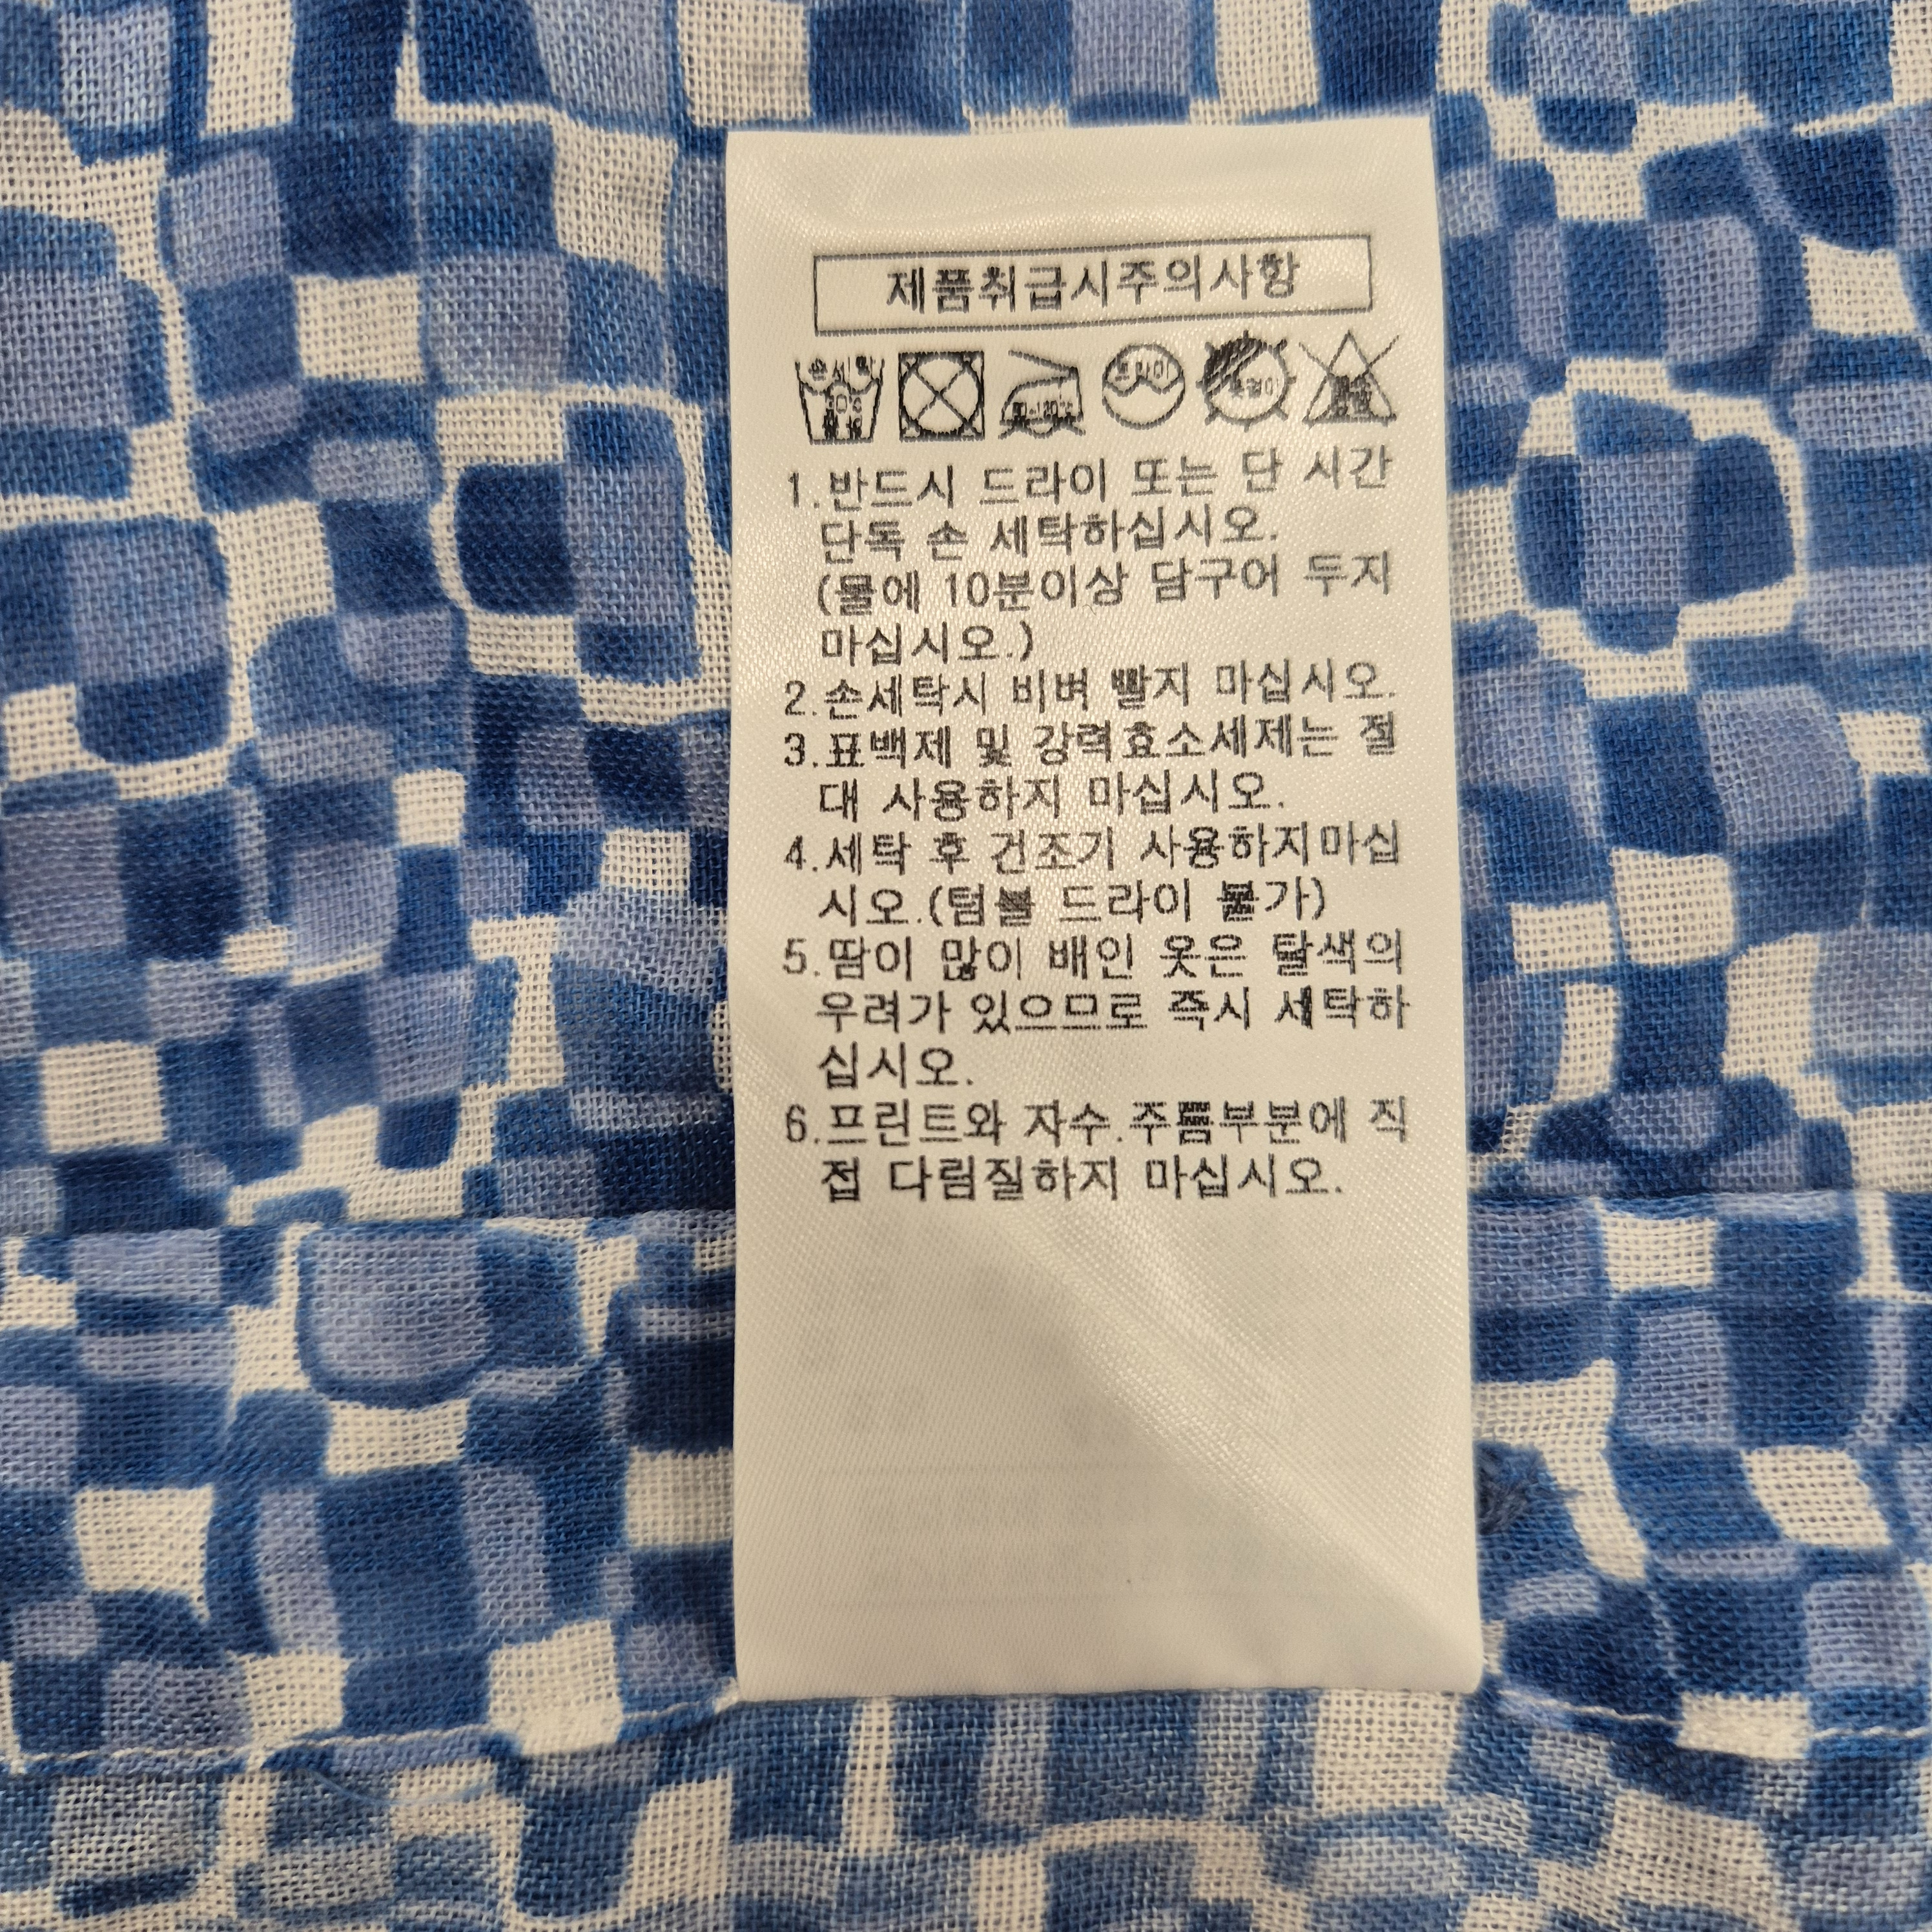 제품취급시주의사항
손세탁
드라이
1.반드시 드라이 또는 단 시간
단독 손 세탁하십시오.
(물에 10분이상 담구어 두지
마십시오.)
2.손세탁시 비벼 빨지 마십시오.
3.표백제 및 강력효소세제는 절
대 사용하지 마십시오.
4.세탁 후 건조기 사용하지마십
시오.(텀블 드라이 불가)
5.땀이 많이 배인 옷은 탈색의
우려가 있으므로 즉시 세탁하
십시오.
6.프린트와 자수.주름부분에 직
접 다림질하지 마십시오.